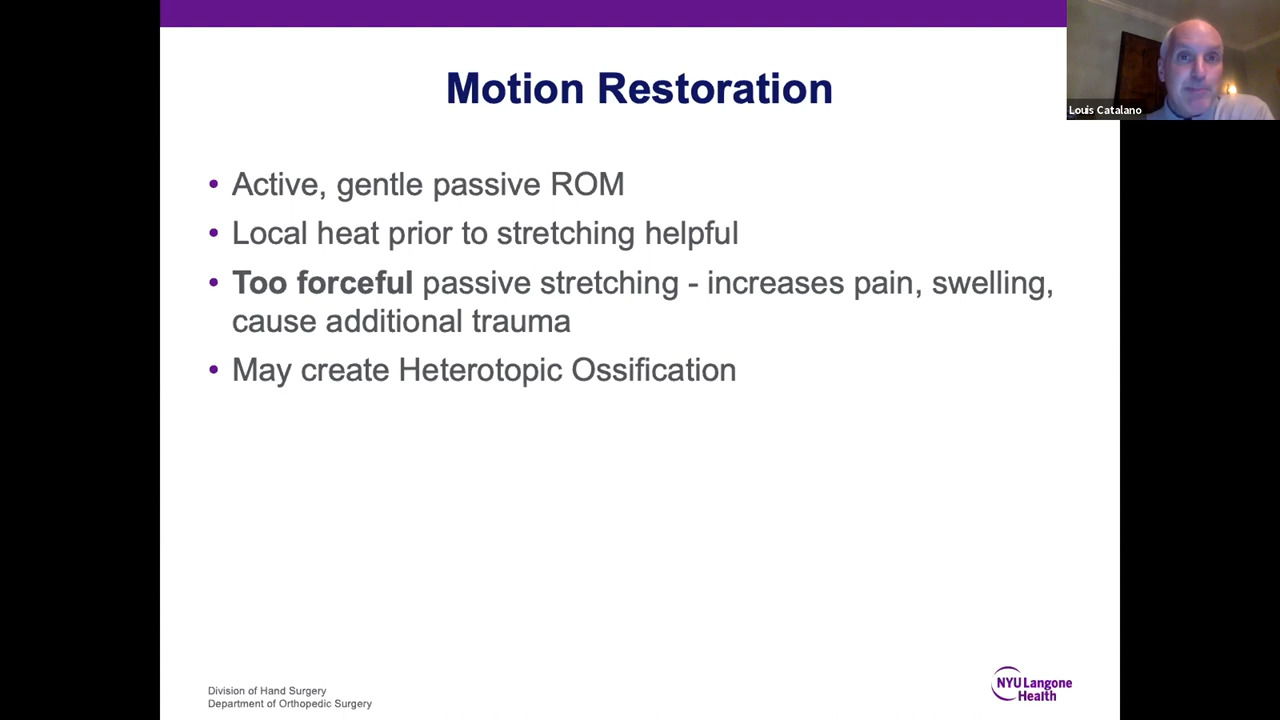 Louis Catalano
Motion Restoration
• Active, gentle passive ROM
• Local heat prior to stretching helpful
• Too forceful passive stretching - increases pain, swelling,
cause additional trauma
• May create Heterotopic Ossification
Division of Hand Surgery
Department of Orthopedic Surgery
NYU Langone
Health